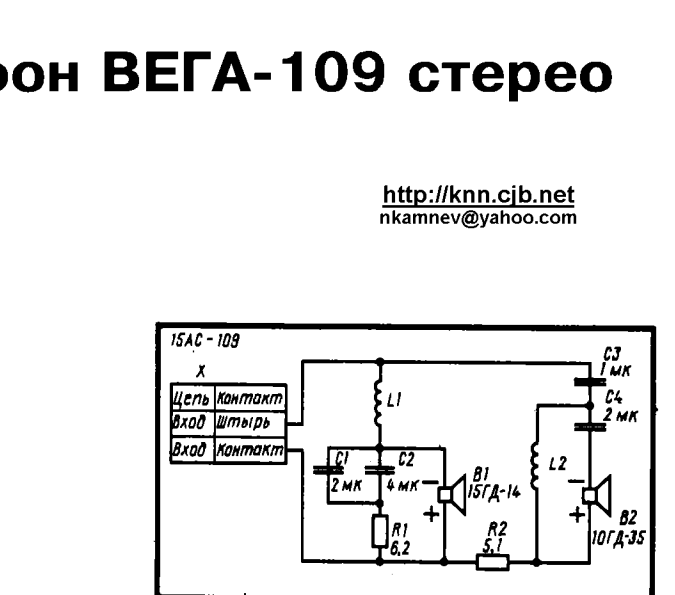 он ВЕГА-109 стерео
http://knn.cjb.net
nkamnev@yahoo.com
15АС-109
X
Цепь Контакт
Вход Штырь
Вход Контакт
L1
C1
2 мк
C2
4 мк
R1
6,2
B1
15ГД-14
R2
5,1
L2
C3
1 мк
C4
2 мк
B2
10ГД-35